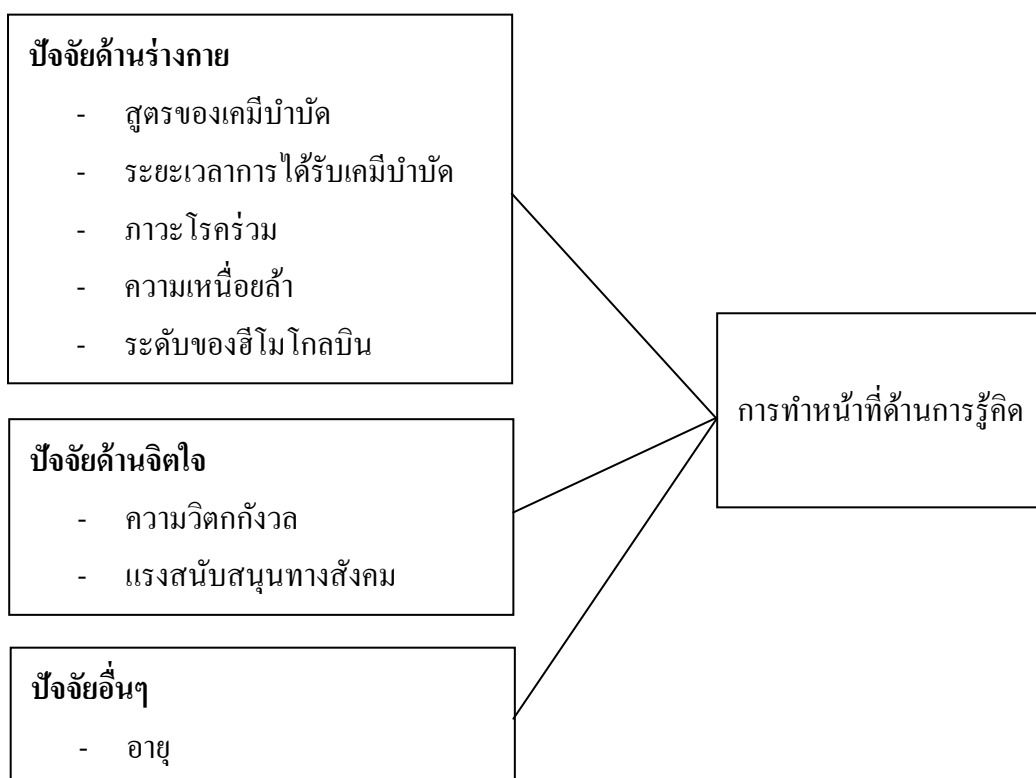 ปัจจัยด้านร่างกาย
- สูตรของเคมีบำบัด
- ระยะเวลาการได้รับเคมีบำบัด
- ภาวะโรคร่วม
- ความเหนื่อยล้า
- ระดับของฮีโมโกลบิน
การทำหน้าที่ด้านการรู้คิด
ปัจจัยด้านจิตใจ
- ความวิตกกังวล
- แรงสนับสนุนทางสังคม
ปัจจัยอื่นๆ
- อายุ